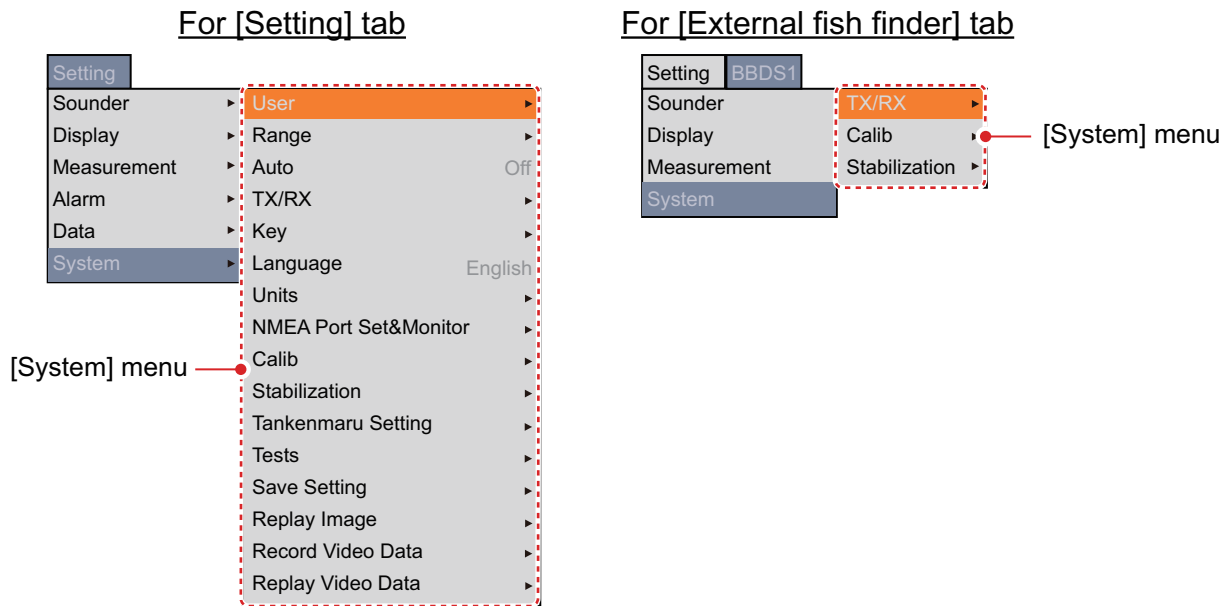 For [Setting] tab
Setting
Sounder
Display
Measurement
Alarm
Data
System
User
Range
Auto Off
TX/RX
Key
Language English
Units
NMEA Port Set&Monitor
Calib
Stabilization
Tankenmaru Setting
Tests
Save Setting
Replay Image
Record Video Data
Replay Video Data
[System] menu
For [External fish finder] tab
Setting BBDS1
Sounder
Display
Measurement
System
TX/RX
Calib
Stabilization
[System] menu